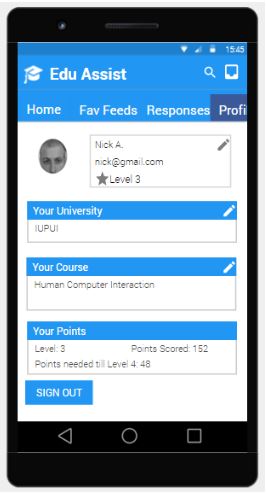 15:45
Edu Assist
Home Fav Feeds Responses Profi
Nick A.
nick@gmail.com
Level 3
Your University
IUPUI
Your Course
Human Computer Interaction
Your Points
Level: 3 Points Scored: 152
Points needed till Level 4: 48
SIGN OUT